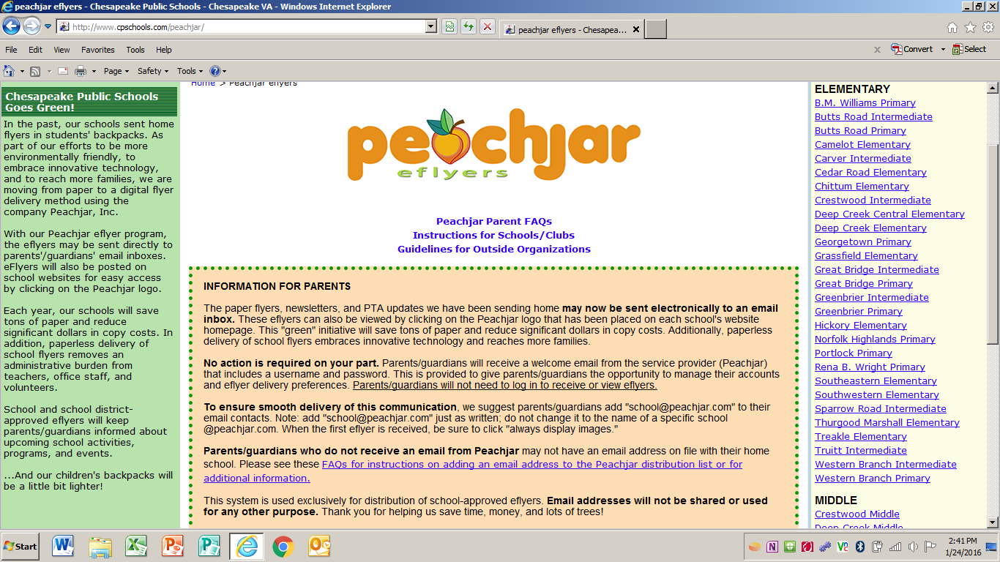 peachjar eflyers - Chesapeake Public Schools - Chesapeake VA - Windows Internet Explorer
http://www.cpschools.com/peachjar/
peachjar eflyers - Chesapea...
File Edit View Favorites Tools Help
x Convert Select
Page Safety Tools
Chesapeake Public Schools
Goes Green!
In the past, our schools sent home
flyers in students' backpacks. As
part of our efforts to be more
environmentally friendly, to
embrace innovative technology,
and to reach more families, we are
moving from paper to a digital flyer
delivery method using the
company Peachjar, Inc.
With our Peachjar eflyer program,
the eflyers may be sent directly to
parents'/guardians' email inboxes.
eFlyers will also be posted on
school websites for easy access
by clicking on the Peachjar logo.
Each year, our schools will save
tons of paper and reduce
significant dollars in copy costs. In
addition, paperless delivery of
school flyers removes an
administrative burden from
teachers, office staff, and
volunteers.
School and school district-
approved eflyers will keep
parents/guardians informed about
upcoming school activities,
programs, and events.
...And our children's backpacks will
be a little bit lighter!
Home > Peachjar eflyers
peachjar
eflyers
Peachjar Parent FAQs
Instructions for Schools/Clubs
Guidelines for Outside Organizations
INFORMATION FOR PARENTS
The paper flyers, newsletters, and PTA updates we have been sending home may now be sent electronically to an email
inbox. These eflyers can also be viewed by clicking on the Peachjar logo that has been placed on each school's website
homepage. This "green" initiative will save tons of paper and reduce significant dollars in copy costs. Additionally, paperless
delivery of school flyers embraces innovative technology and reaches more families.
No action is required on your part. Parents/guardians will receive a welcome email from the service provider (Peachjar)
that includes a username and password. This is provided to give parents/guardians the opportunity to manage their accounts
and eflyer delivery preferences. Parents/guardians will not need to log in to receive or view eflyers.
To ensure smooth delivery of this communication, we suggest parents/guardians add "school@peachjar.com" to their
email contacts. Note: add "school@peachjar.com" just as written; do not change it to the name of a specific school
@peachjar.com. When the first eflyer is received, be sure to click "always display images."
Parents/guardians who do not receive an email from Peachjar may not have an email address on file with their home
school. Please see these FAQs for instructions on adding an email address to the Peachjar distribution list or for
additional information.
This system is used exclusively for distribution of school-approved eflyers. Email addresses will not be shared or used
for any other purpose. Thank you for helping us save time, money, and lots of trees!
ELEMENTARY
B.M. Williams Primary
Butts Road Intermediate
Butts Road Primary
Camelot Elementary
Carver Intermediate
Cedar Road Elementary
Chittum Elementary
Crestwood Intermediate
Deep Creek Central Elementary
Deep Creek Elementary
Georgetown Primary
Grassfield Elementary
Great Bridge Intermediate
Great Bridge Primary
Greenbrier Intermediate
Greenbrier Primary
Hickory Elementary
Norfolk Highlands Primary
Portlock Primary
Rena B. Wright Primary
Southeastern Elementary
Southwestern Elementary
Sparrow Road Intermediate
Thurgood Marshall Elementary
Treakle Elementary
Truitt Intermediate
Western Branch Intermediate
Western Branch Primary
MIDDLE
Crestwood Middle
Deep Creek Middle
Start
2:41 PM
1/24/2016